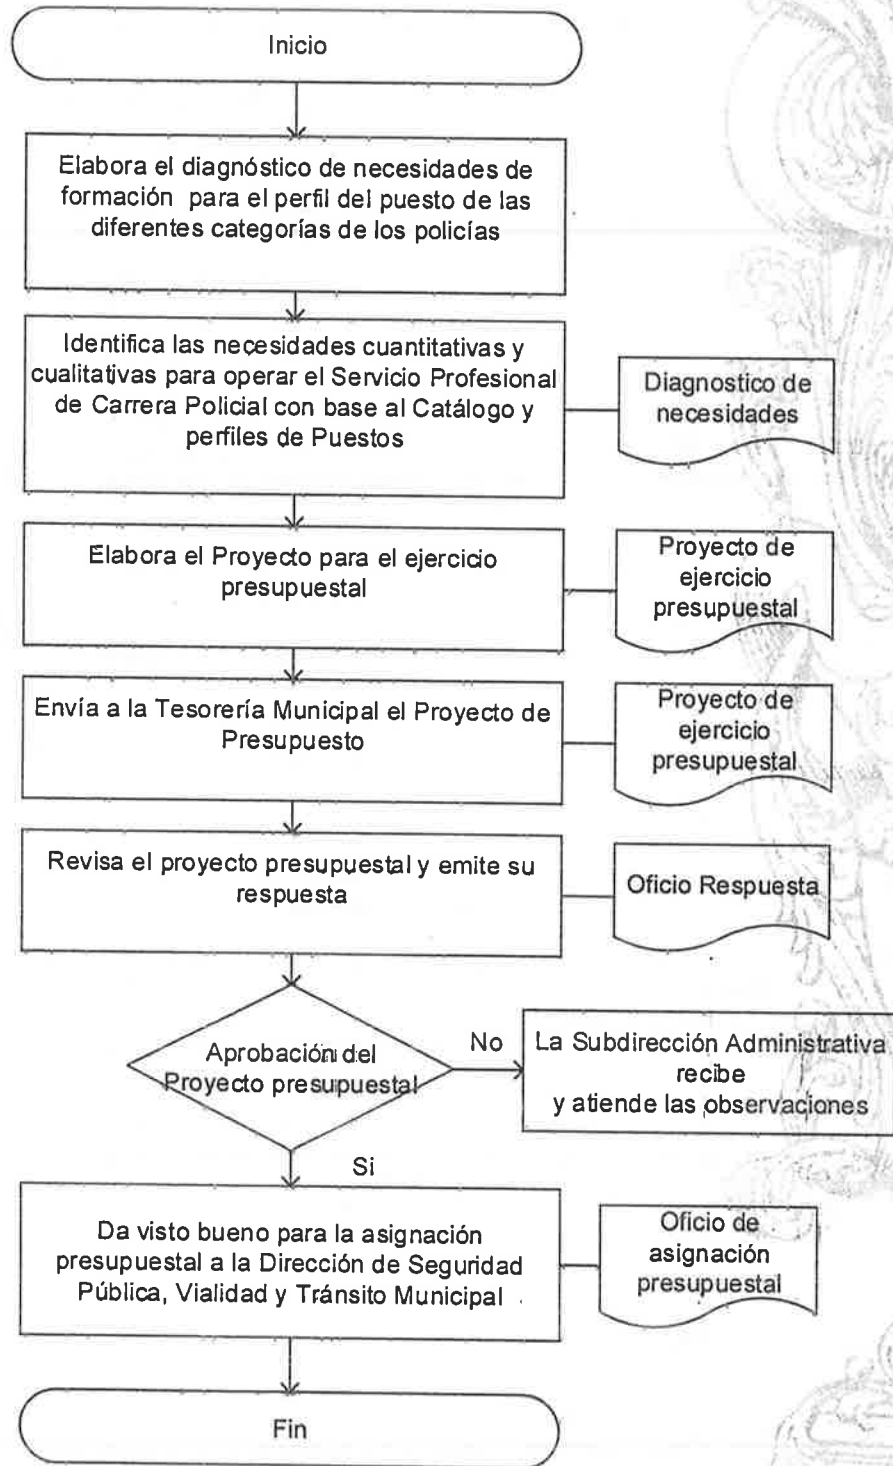 Inicio
Elabora el diagnóstico de necesidades de
formación para el perfil del puesto de las
diferentes categorías de los policías
Identifica las necesidades cuantitativas y
cualitativas para operar el Servicio Profesional
de Carrera Policial con base al Catálogo y
perfiles de Puestos
Diagnostico de
necesidades
Elabora el Proyecto para el ejercicio
presupuestal
Proyecto de
ejercicio
presupuestal
Envía a la Tesorería Municipal el Proyecto de
Presupuesto
Proyecto de
ejercicio
presupuestal
Revisa el proyecto presupuestal y emite su
respuesta
Oficio Respuesta
Aprobación del
Proyecto presupuestal
No
La Subdirección Administrativa
recibe
y atiende las observaciones
Si
Da visto bueno para la asignación
presupuestal a la Dirección de Seguridad
Pública, Vialidad y Tránsito Municipal
Oficio de
asignación
presupuestal
Fin